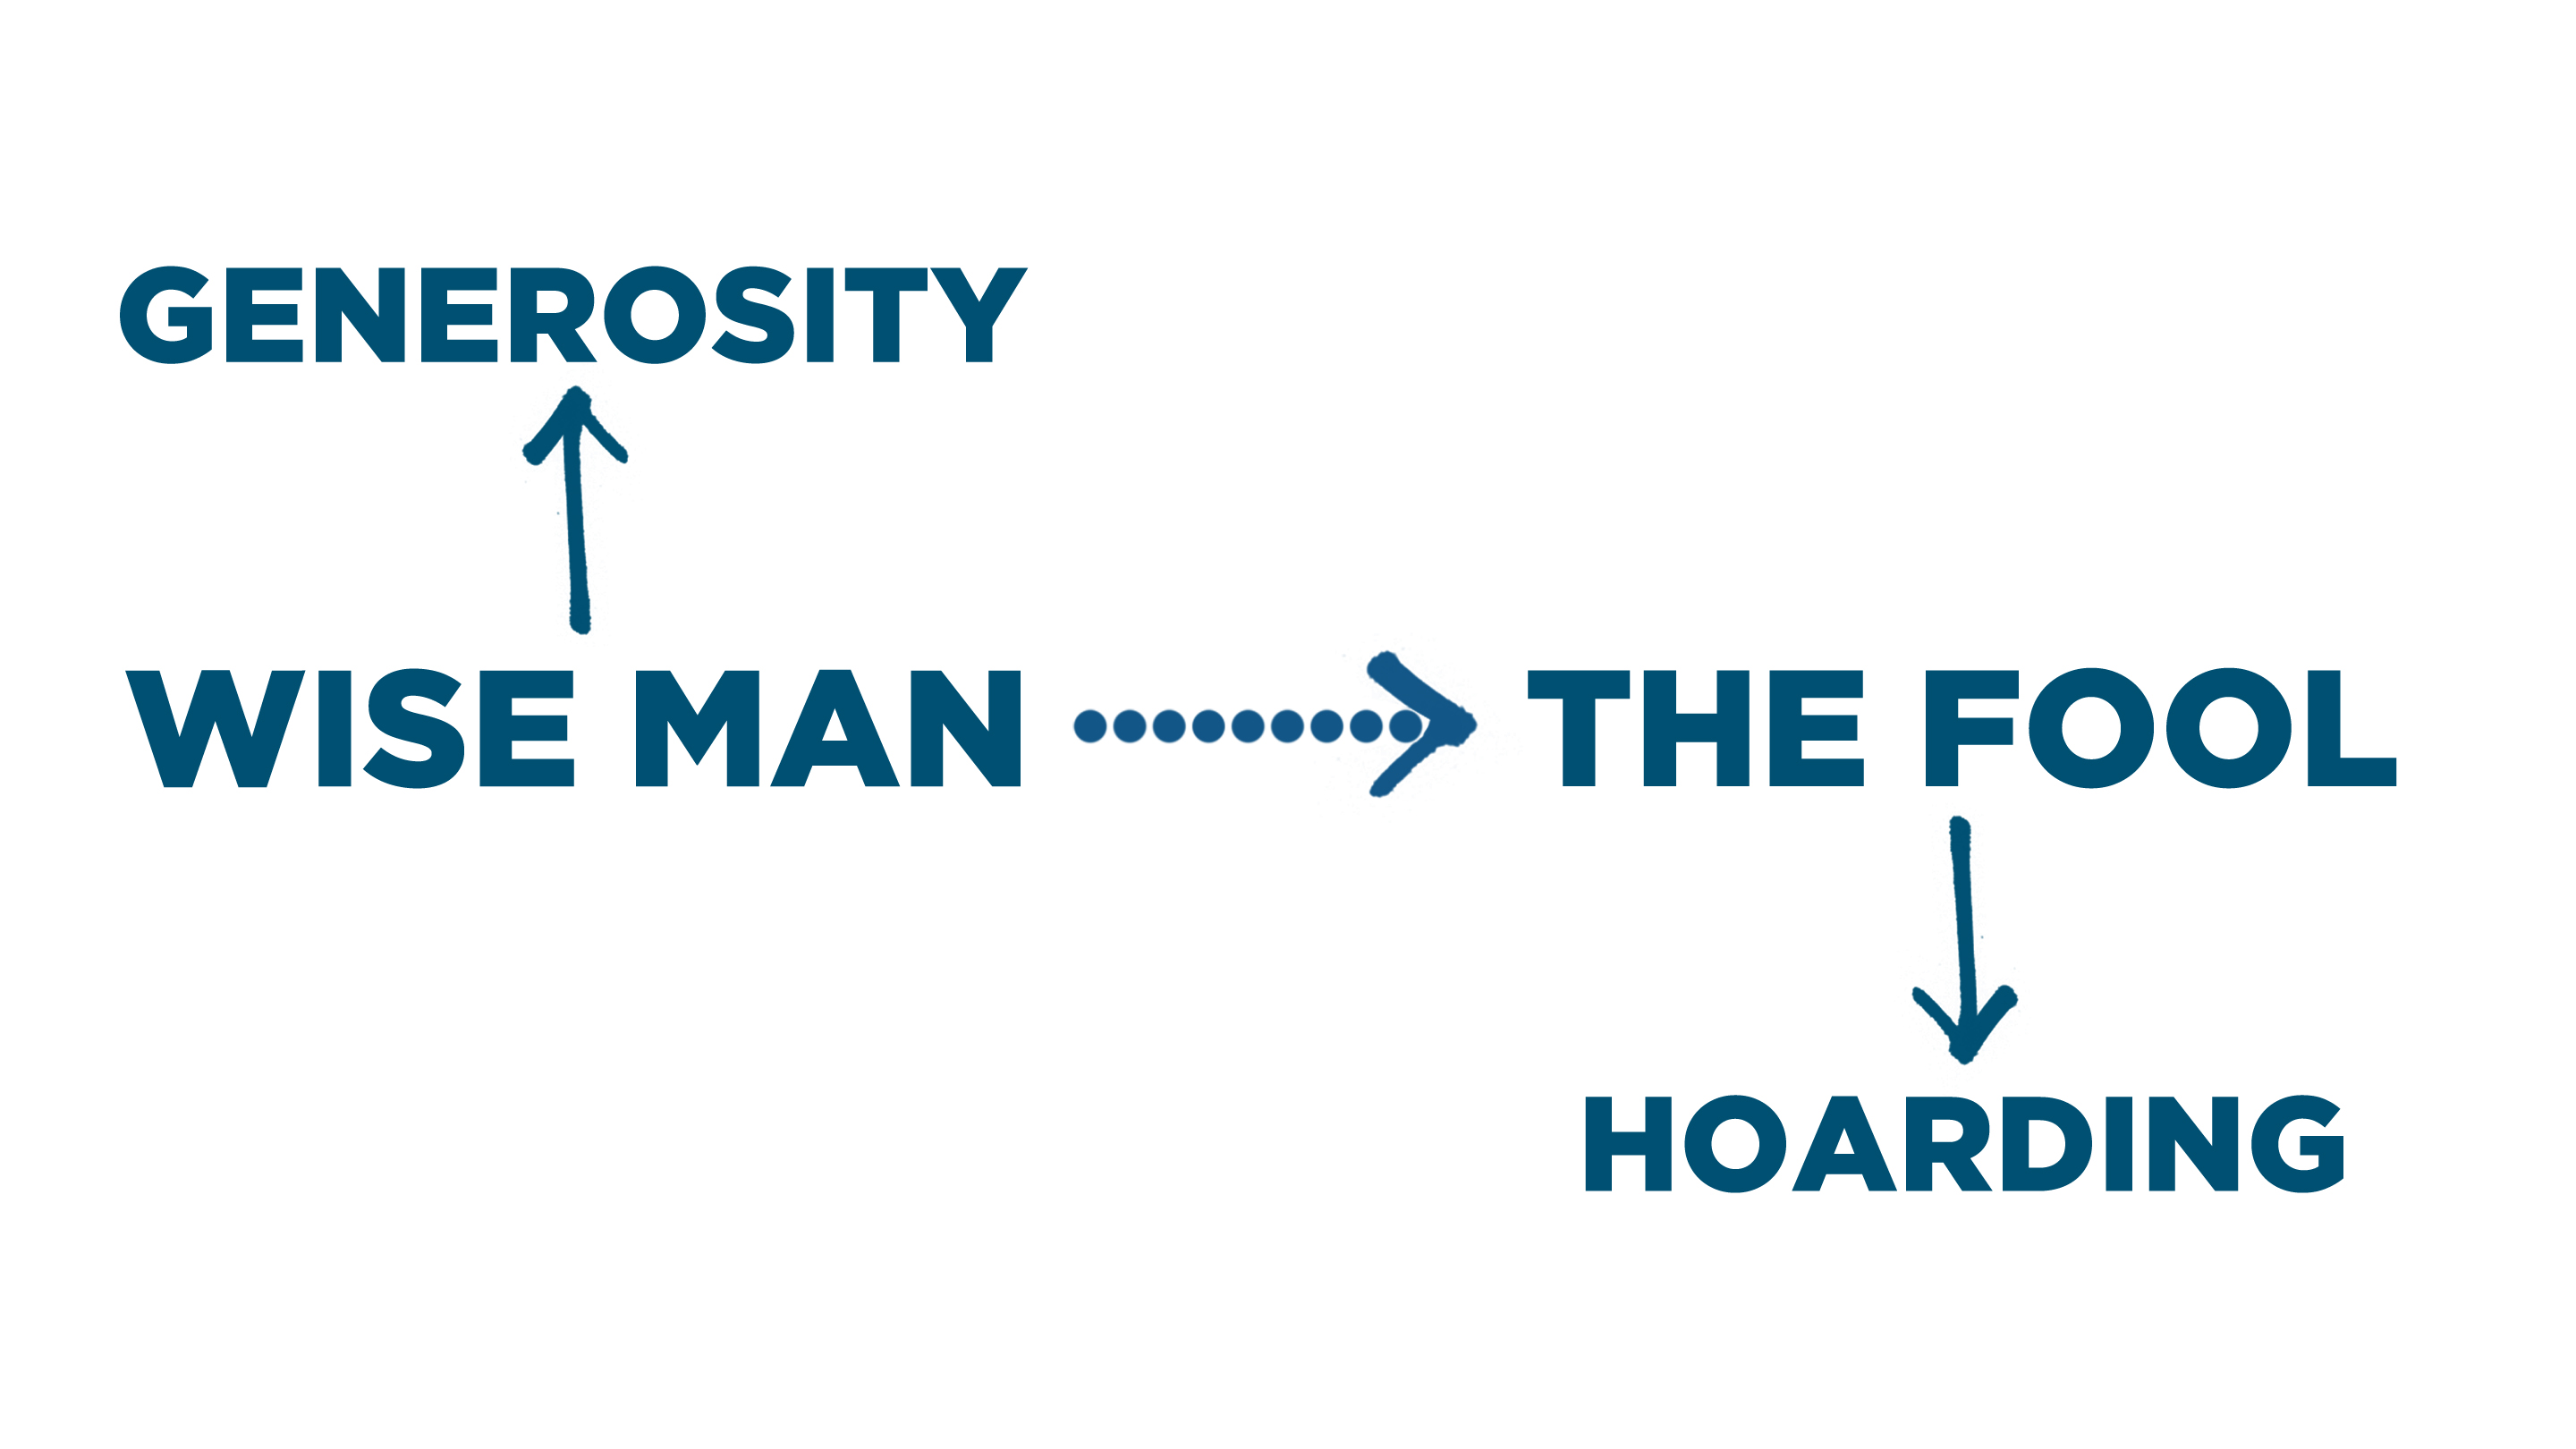 GENEROSITY
WISE MAN
THE FOOL
HOARDING